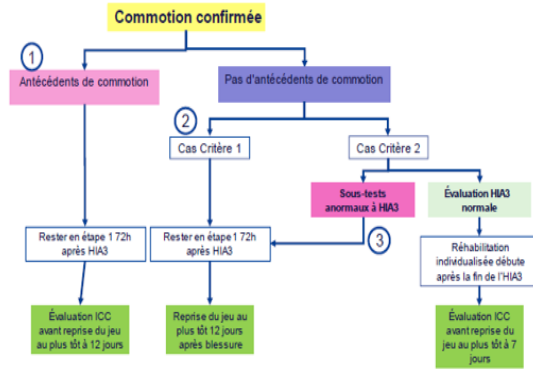 Commotion confirmée
1
Antécédents de commotion
Pas d'antécédents de commotion
2
Cas Critère 1
Cas Critère 2
Sous-tests
anormaux à HIA3
Évaluation HIA3
normale
3
Rester en étape 1 72h
après HIA3
Rester en étape 1 72h
après HIA3
Réhabilitation
individualisée débute
après la fin de l'HIA3
Évaluation ICC
avant reprise du jeu
au plus tôt à 12 jours
Reprise du jeu au
plus tôt 12 jours
après blessure
Évaluation ICC
avant reprise du
jeu au plus tôt à 7
jours